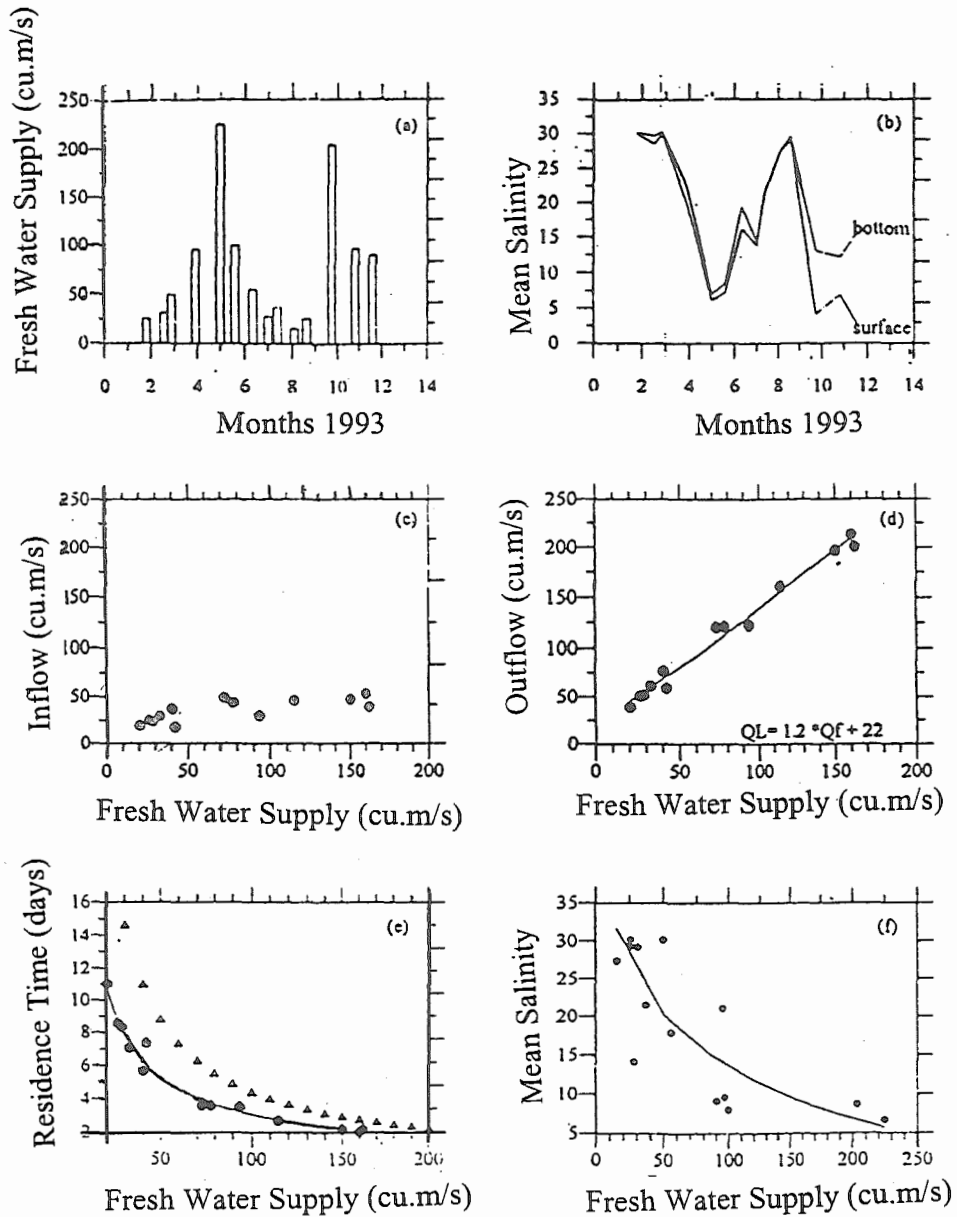 Fresh Water Supply (cu.m/s)
250
200
150
100
50
0
(a)
0 2 4 6 8 10 12 14
Months 1993
Mean Salinity
35
30
25
20
15
10
5
0
(b)
bottom
surface
0 2 4 6 8 10 12 14
Months 1993
Inflow (cu.m/s)
250
200
150
100
50
0
(c)
0 50 100 150 200
Fresh Water Supply (cu.m/s)
Outflow (cu.m/s)
250
200
150
100
50
0
(d)
QL= 1.2 *Qf + 22
0 50 100 150 200
Fresh Water Supply (cu.m/s)
Residence Time (days)
16
14
12
10
8
6
4
2
(e)
50 100 150 200
Fresh Water Supply (cu.m/s)
Mean Salinity
35
30
25
20
15
10
5
(f)
0 50 100 150 200 250
Fresh Water Supply (cu.m/s)